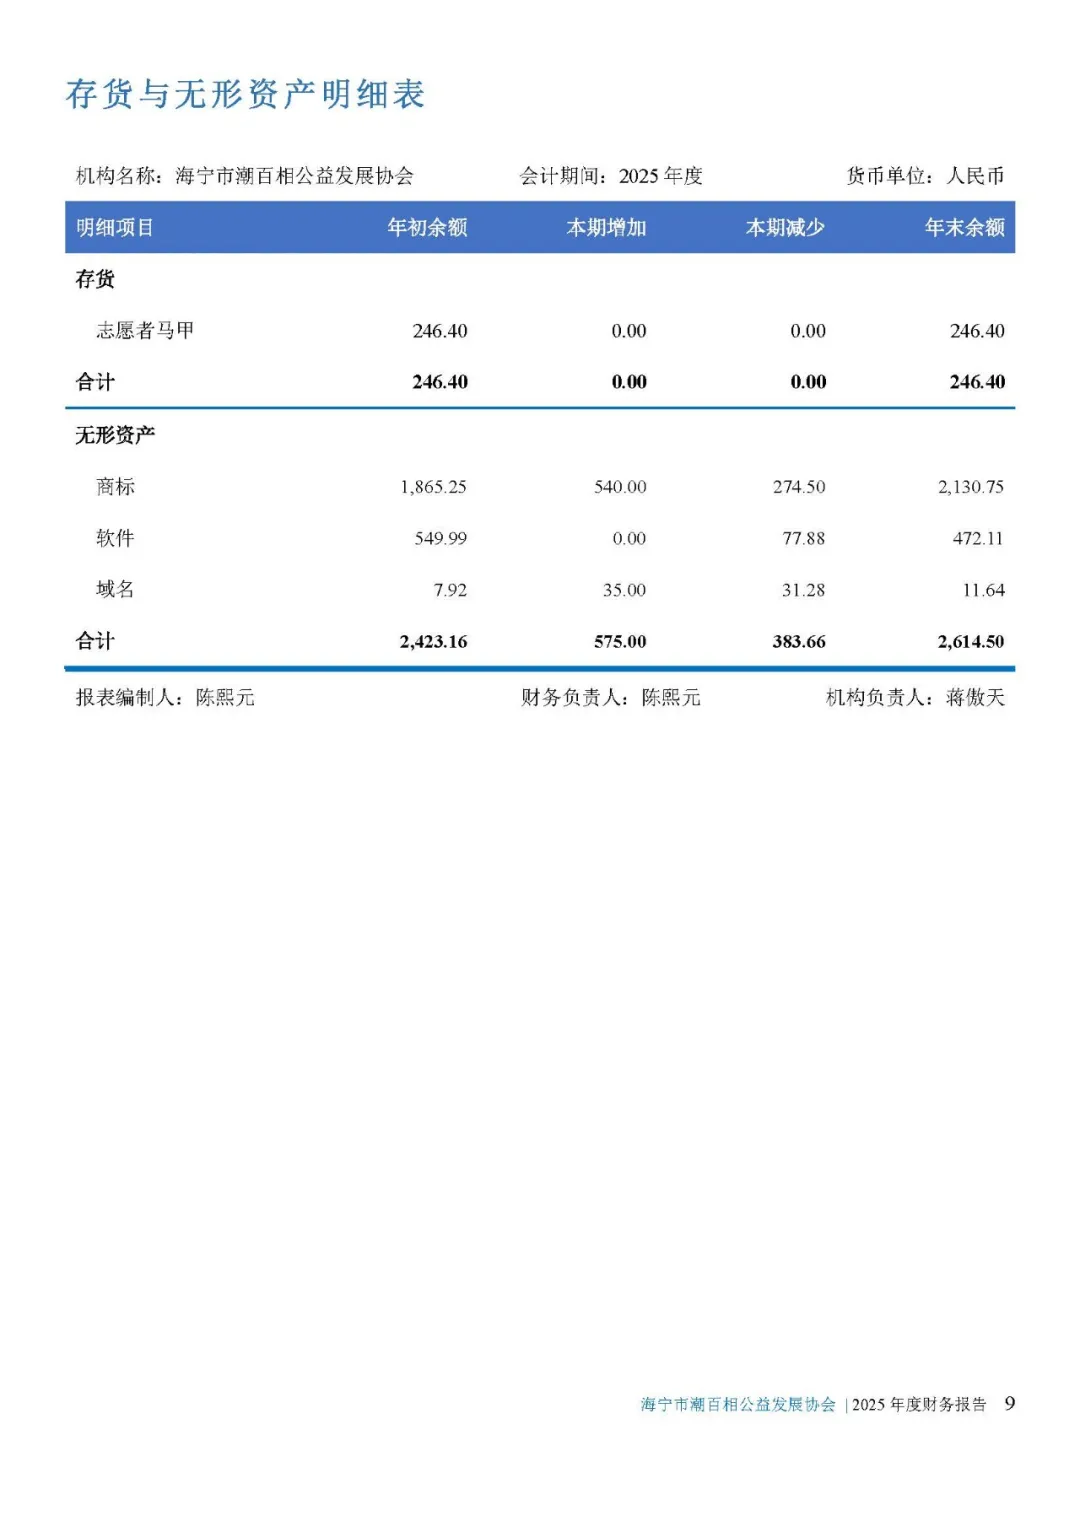 存货与无形资产明细表
机构名称：海宁市潮百相公益发展协会 会计期间：2025 年度 货币单位：人民币
明细项目 年初余额 本期增加 本期减少 年末余额
存货
志愿者马甲 246.40 0.00 0.00 246.40
合计 246.40 0.00 0.00 246.40
无形资产
商标 1,865.25 540.00 274.50 2,130.75
软件 549.99 0.00 77.88 472.11
域名 7.92 35.00 31.28 11.64
合计 2,423.16 575.00 383.66 2,614.50
报表编制人：陈熙元 财务负责人：陈熙元 机构负责人：蒋傲天
海宁市潮百相公益发展协会 | 2025 年度财务报告 9